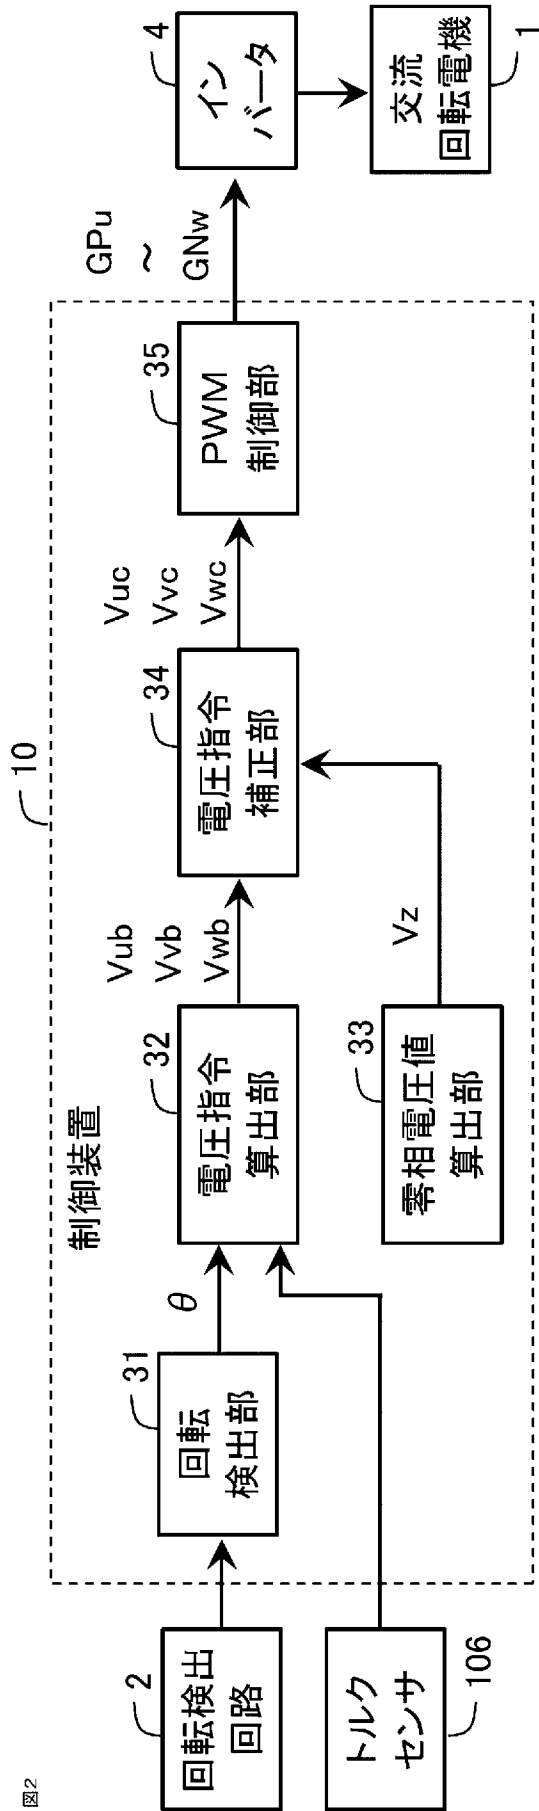 図2
制御装置
10
2
回転検出
回路
31
回転
検出部
θ
32
電圧指令
算出部
Vub
Vvb
Vwb
34
電圧指令
補正部
Vuc
Vvc
Vwc
35
PWM
制御部
GPu
～
GNw
4
イン
バータ
トルク
センサ
106
33
零相電圧値
算出部
Vz
交流
回転電機
1